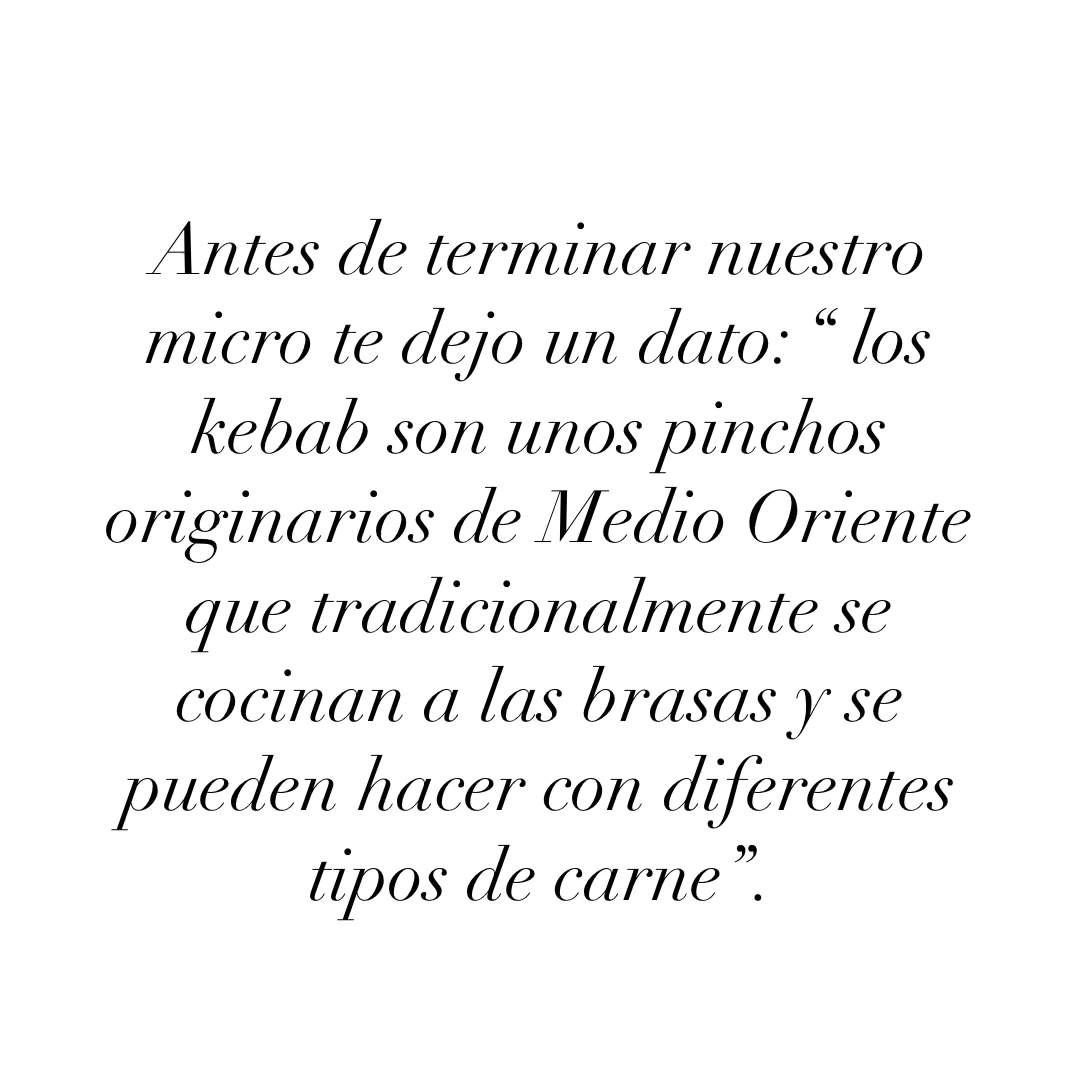 Antes de terminar nuestro
micro te dejo un dato: “ los
kebab son unos pinchos
originarios de Medio Oriente
que tradicionalmente se
cocinan a las brasas y se
pueden hacer con diferentes
tipos de carne”.